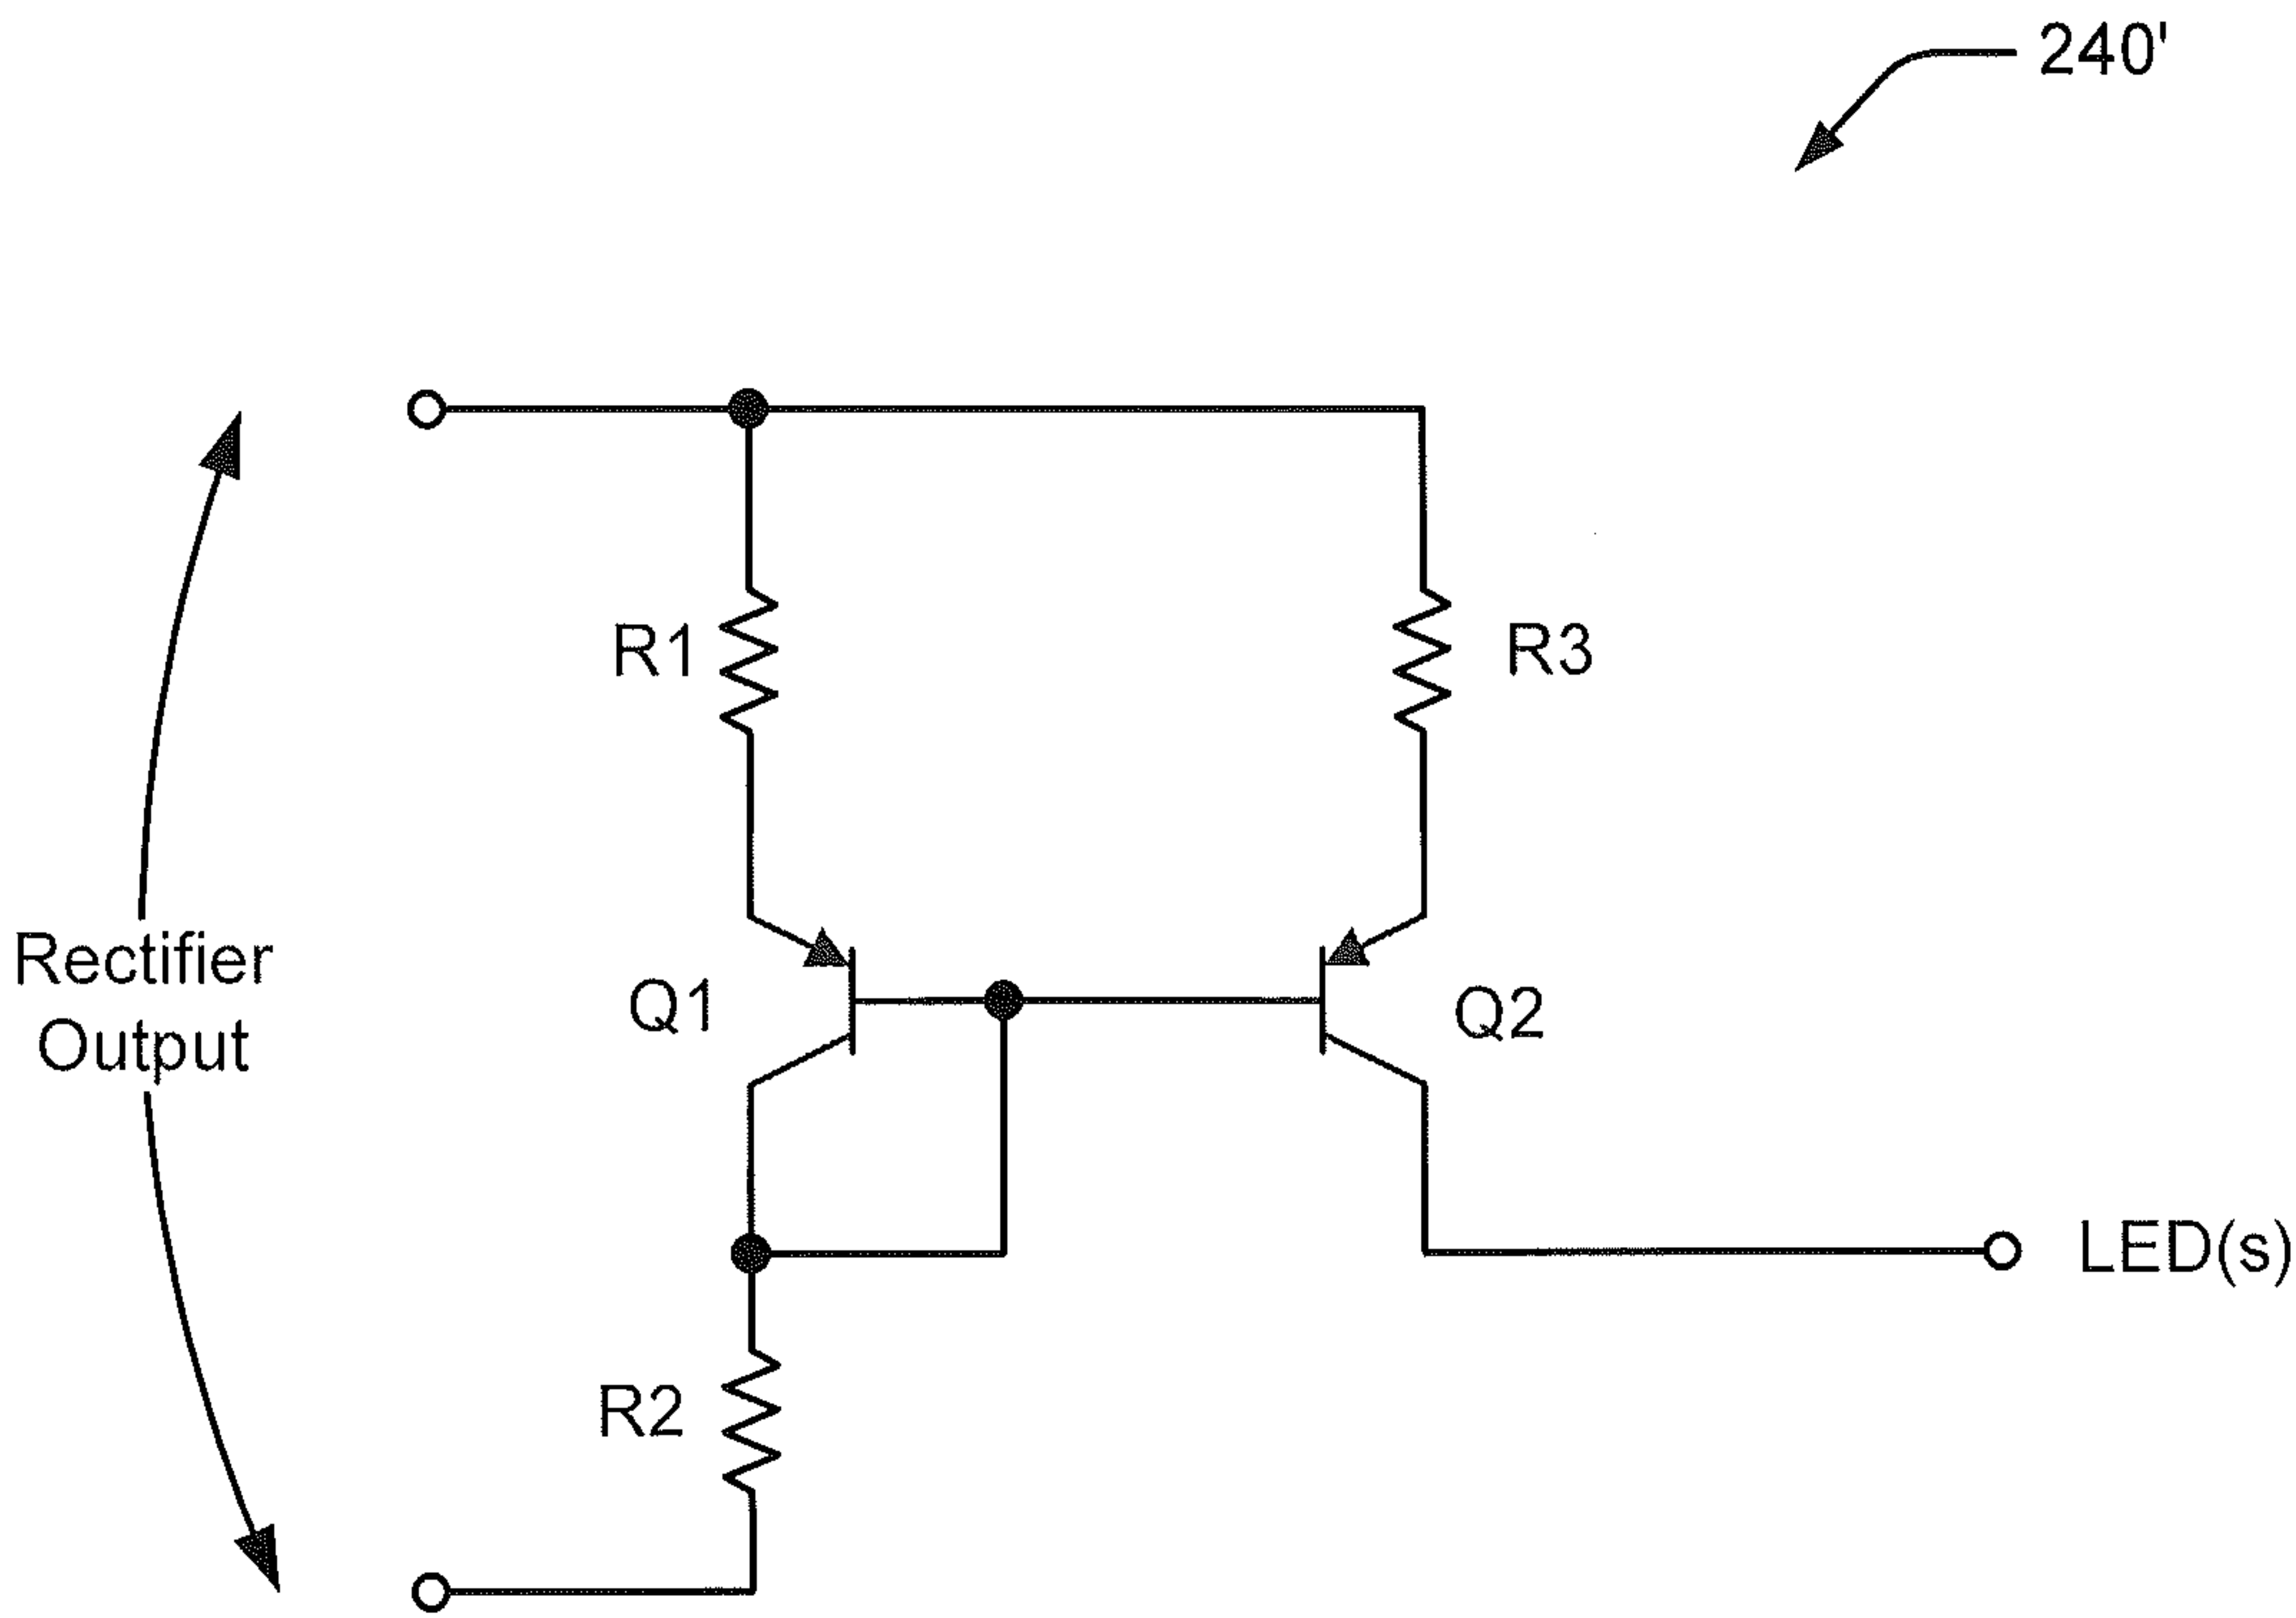 240'
R1
R3
Rectifier
Output
Q1
Q2
LED(s)
R2